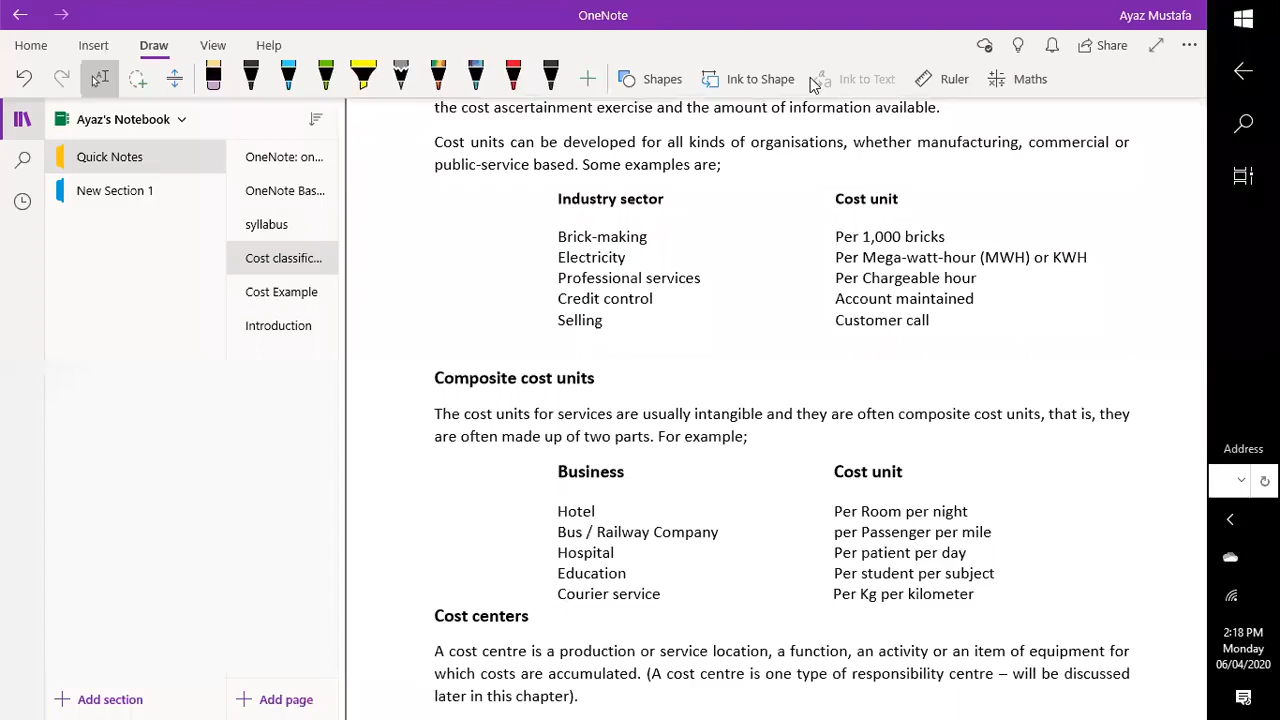 OneNote
Ayaz Mustafa
Home Insert Draw View Help
Share
Shapes Ink to Shape Ink to Text Ruler Maths
Ayaz's Notebook
Quick Notes
New Section 1
OneNote: on...
OneNote Bas...
syllabus
Cost classific...
Cost Example
Introduction
Add section
Add page
the cost ascertainment exercise and the amount of information available.
Cost units can be developed for all kinds of organisations, whether manufacturing, commercial or
public-service based. Some examples are;
Industry sector Cost unit
Brick-making Per 1,000 bricks
Electricity Per Mega-watt-hour (MWH) or KWH
Professional services Per Chargeable hour
Credit control Account maintained
Selling Customer call
Composite cost units
The cost units for services are usually intangible and they are often composite cost units, that is, they
are often made up of two parts. For example;
Business Cost unit
Hotel Per Room per night
Bus / Railway Company per Passenger per mile
Hospital Per patient per day
Education Per student per subject
Courier service Per Kg per kilometer
Cost centers
A cost centre is a production or service location, a function, an activity or an item of equipment for
which costs are accumulated. (A cost centre is one type of responsibility centre – will be discussed
later in this chapter).
Address
2:18 PM
Monday
06/04/2020